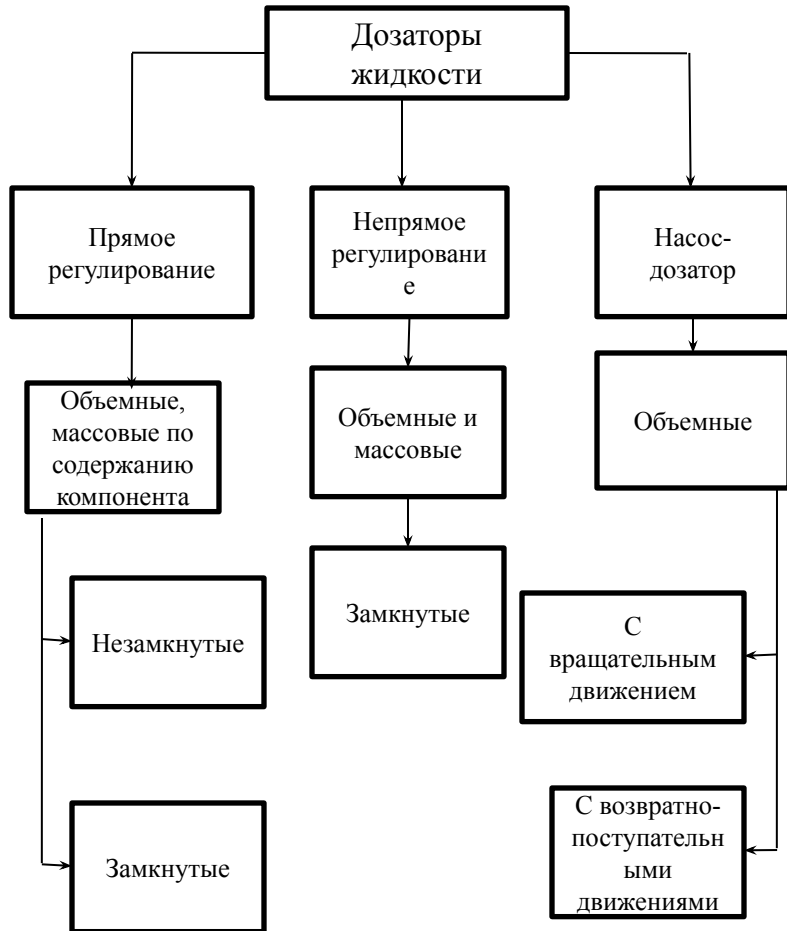 Дозаторы
жидкости
Прямое
регулирование
Непрямое
регулировани
е
Насос-
дозатор
Объемные,
массовые по
содержанию
компонента
Объемные и
массовые
Объемные
Незамкнутые
Замкнутые
С
вращательным
движением
Замкнутые
С возвратно-
поступательн
ыми
движениями